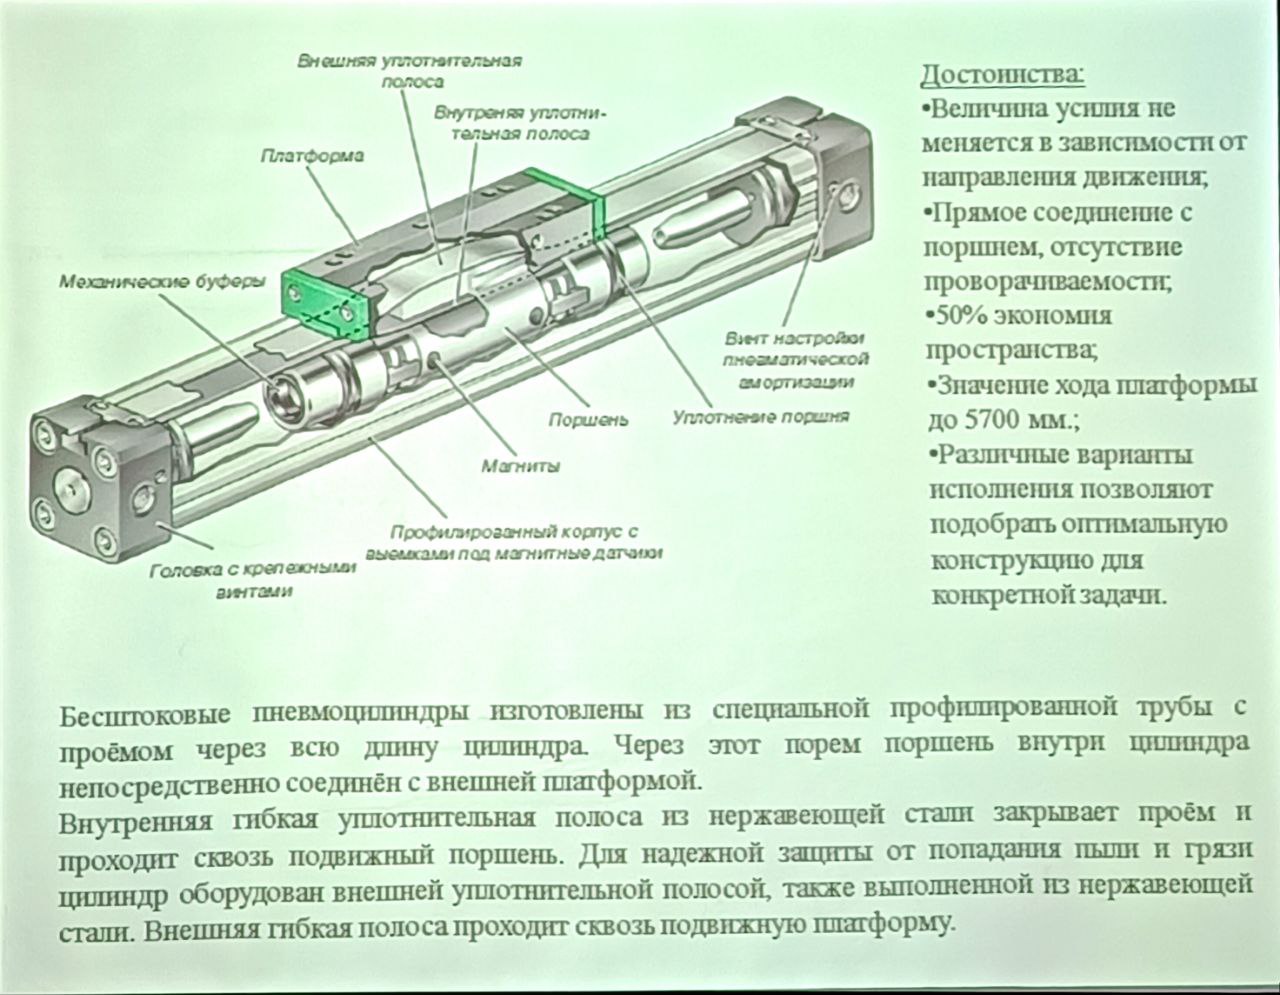 Внешняя уплотнительная
полоса
Внутреняя уплотни-
тельная полоса
Платформа
Механические буферы
Винт настройки
пневматической
амортизации
Уплотнение поршня
Поршень
Магниты
Профилированный корпус с
выемками под магнитные датчики
Головка с крепежными
винтами
Достоинства:
•Величина усилия не
меняется в зависимости от
направления движения;
•Прямое соединение с
поршнем, отсутствие
проворачиваемости;
•50% экономия
пространства;
•Значение хода платформы
до 5700 мм.;
•Различные варианты
исполнения позволяют
подобрать оптимальную
конструкцию для
конкретной задачи.
Бесштоковые пневмоцилиндры изготовлены из специальной профилированной трубы с
проёмом через всю длину цилиндра. Через этот порем поршень внутри цилиндра
непосредственно соединён с внешней платформой.
Внутренняя гибкая уплотнительная полоса из нержавеющей стали закрывает проём и
проходит сквозь подвижный поршень. Для надежной защиты от попадания пыли и грязи
цилиндр оборудован внешней уплотнительной полосой, также выполненной из нержавеющей
стали. Внешняя гибкая полоса проходит сквозь подвижную платформу.